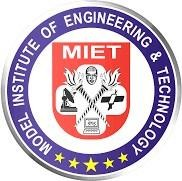 MODEL INSTITUTE OF ENGINEERING & TECHNOLOGY
MIET